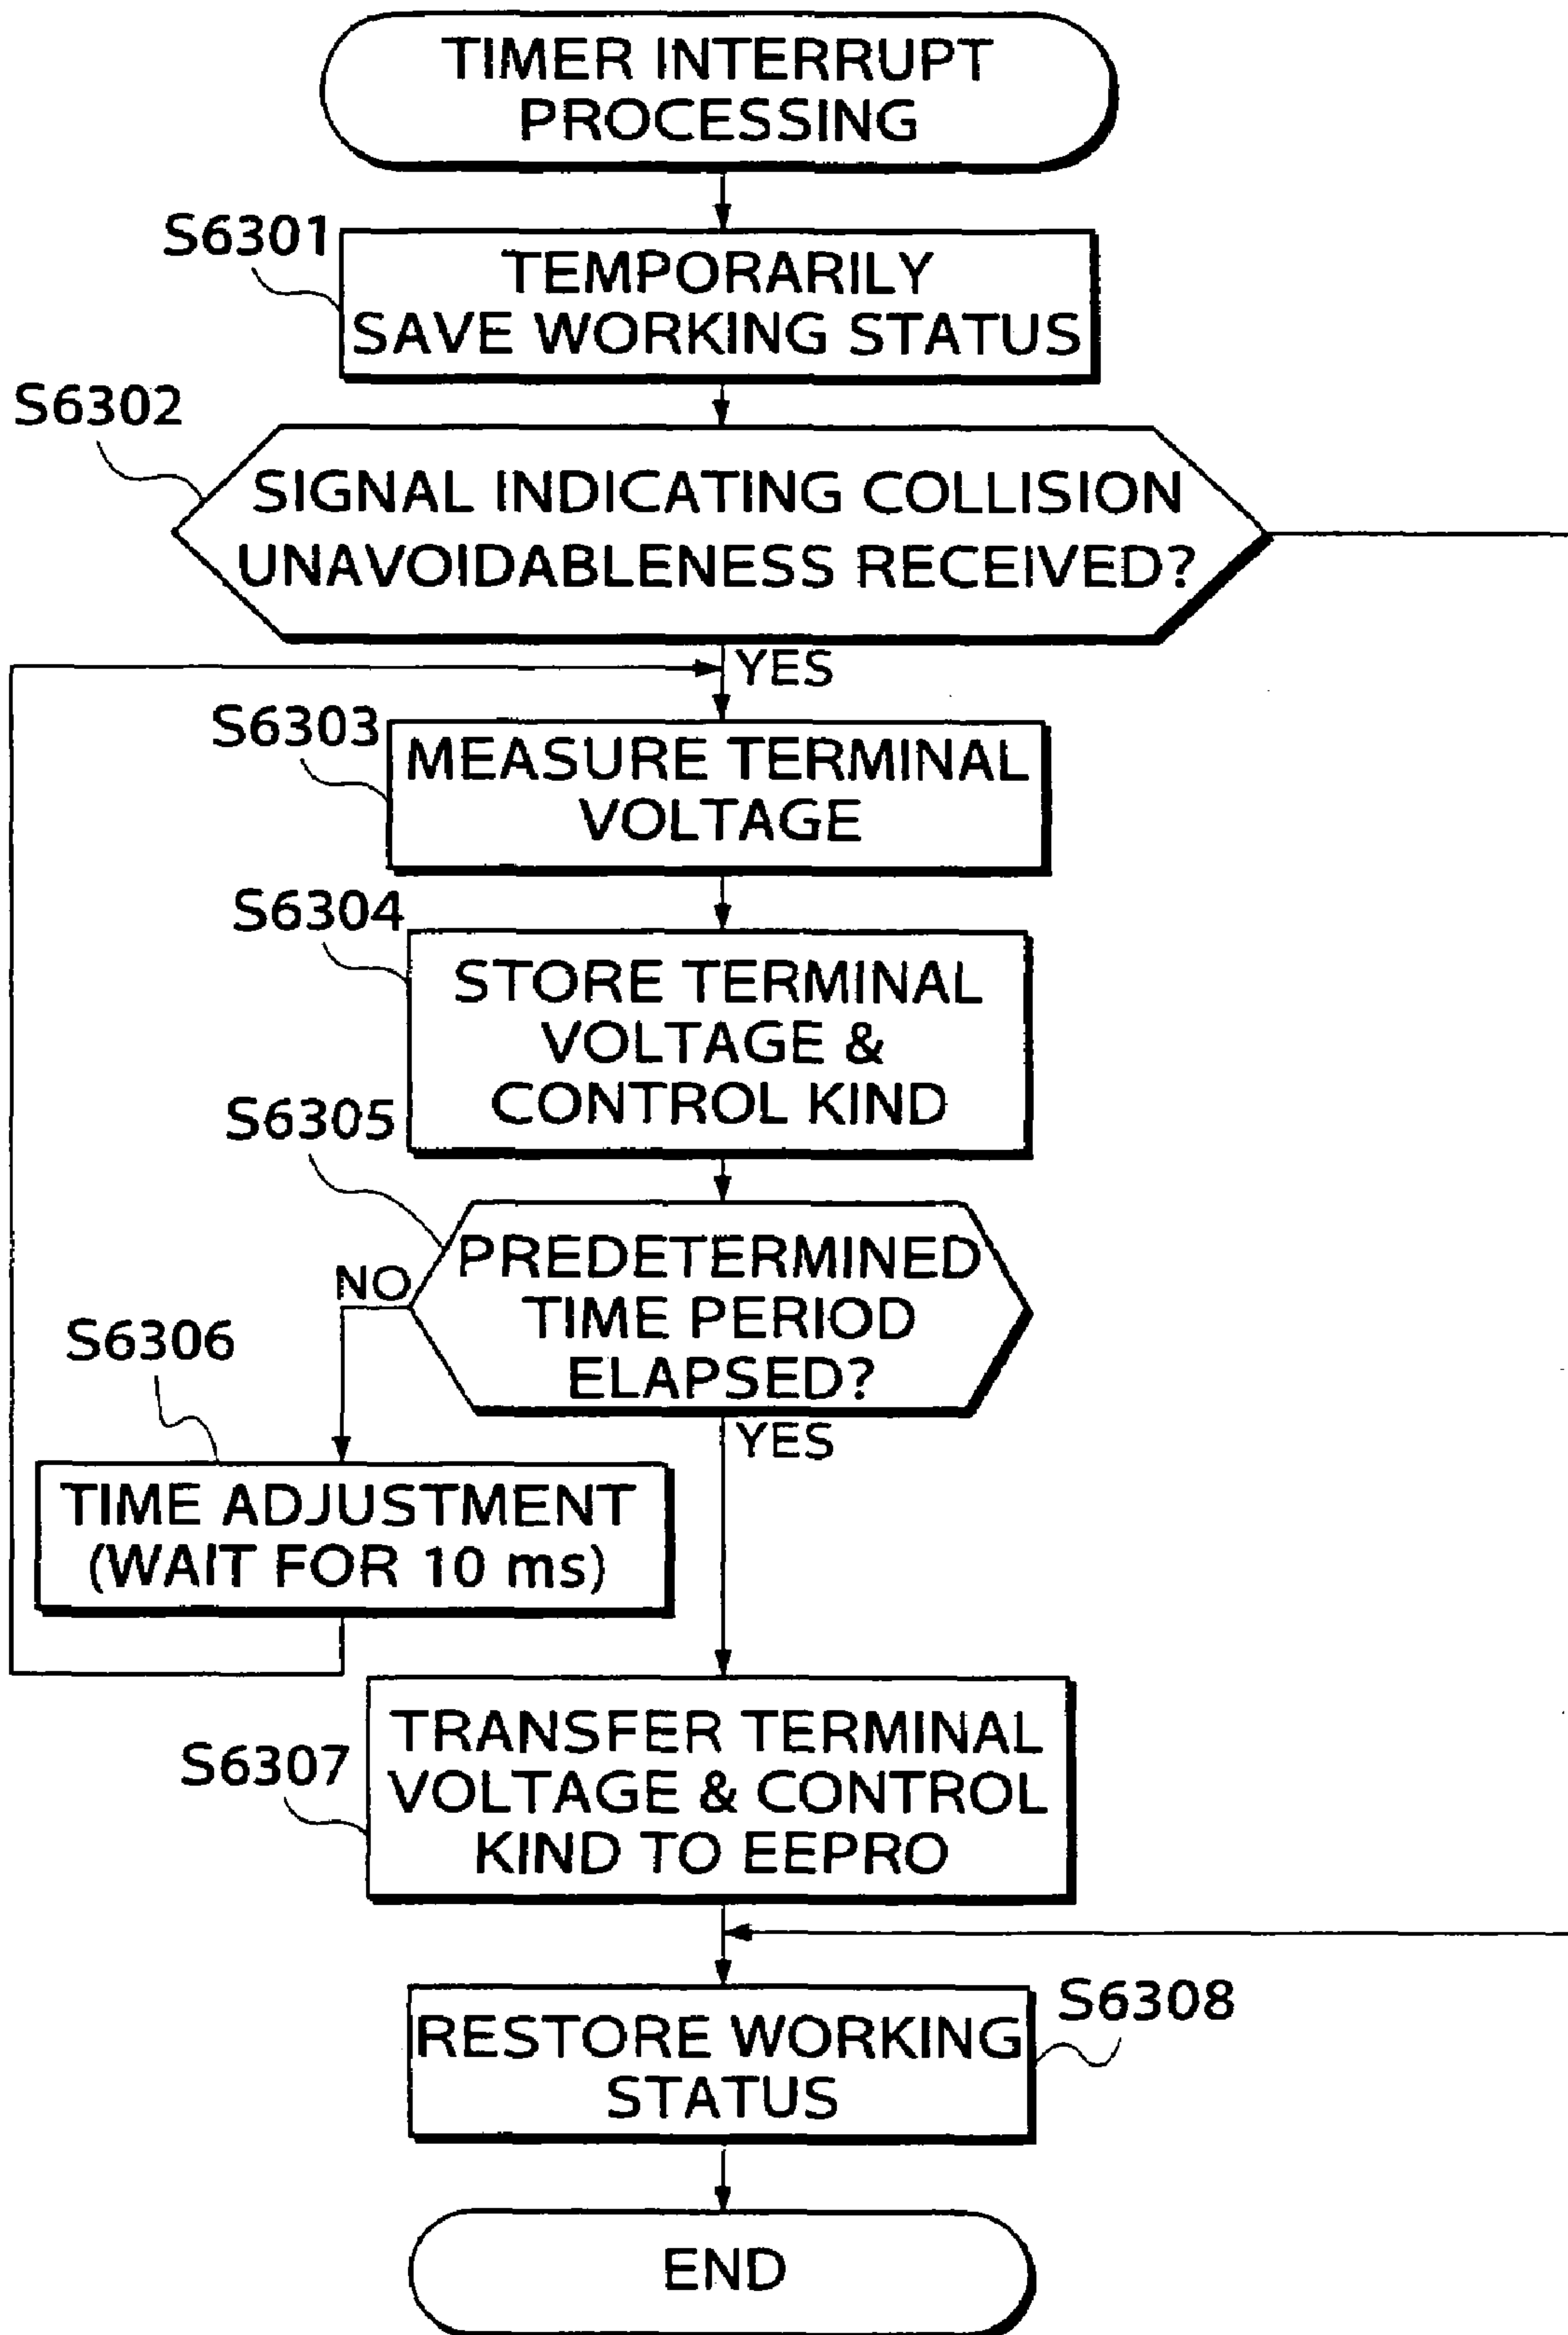 TIMER INTERRUPT
PROCESSING
S6301
TEMPORARILY
SAVE WORKING STATUS
S6302
SIGNAL INDICATING COLLISION
UNAVOIDABLENESS RECEIVED?
YES
S6303
MEASURE TERMINAL
VOLTAGE
S6304
STORE TERMINAL
VOLTAGE &
CONTROL KIND
S6305
PREDETERMINED
TIME PERIOD
ELAPSED?
NO
YES
S6306
TIME ADJUSTMENT
(WAIT FOR 10 ms)
S6307
TRANSFER TERMINAL
VOLTAGE & CONTROL
KIND TO EEPRO
S6308
RESTORE WORKING
STATUS
END